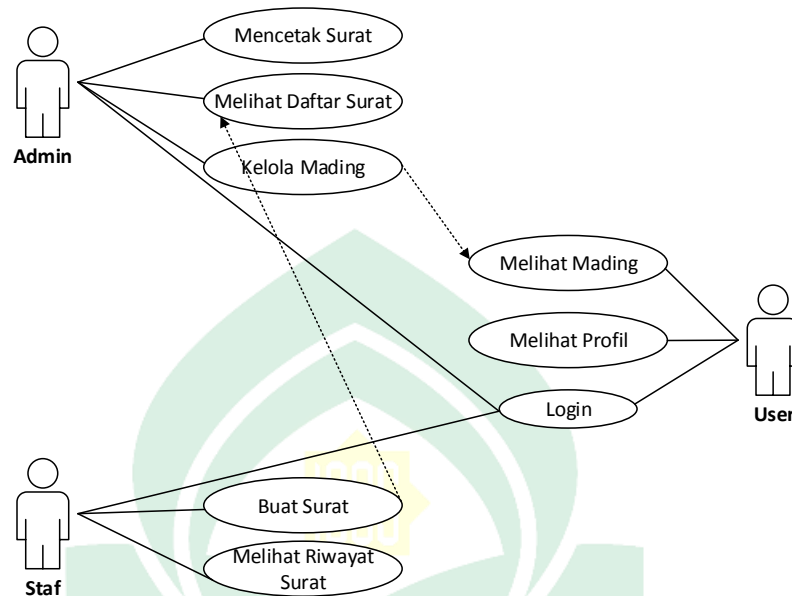 Mencetak Surat
Melihat Daftar Surat
Admin
Kelola Mading
Melihat Mading
Melihat Profil
Login
User
Buat Surat
Melihat Riwayat
Surat
Staf